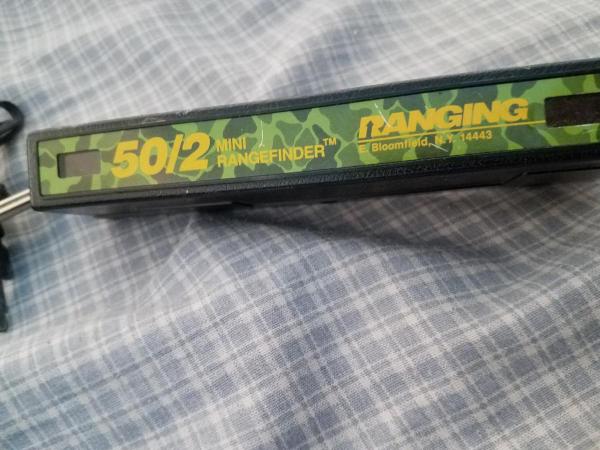 50/2 MINI
RANGEFINDER™
RANGING
E. Bloomfield, N.Y. 14443